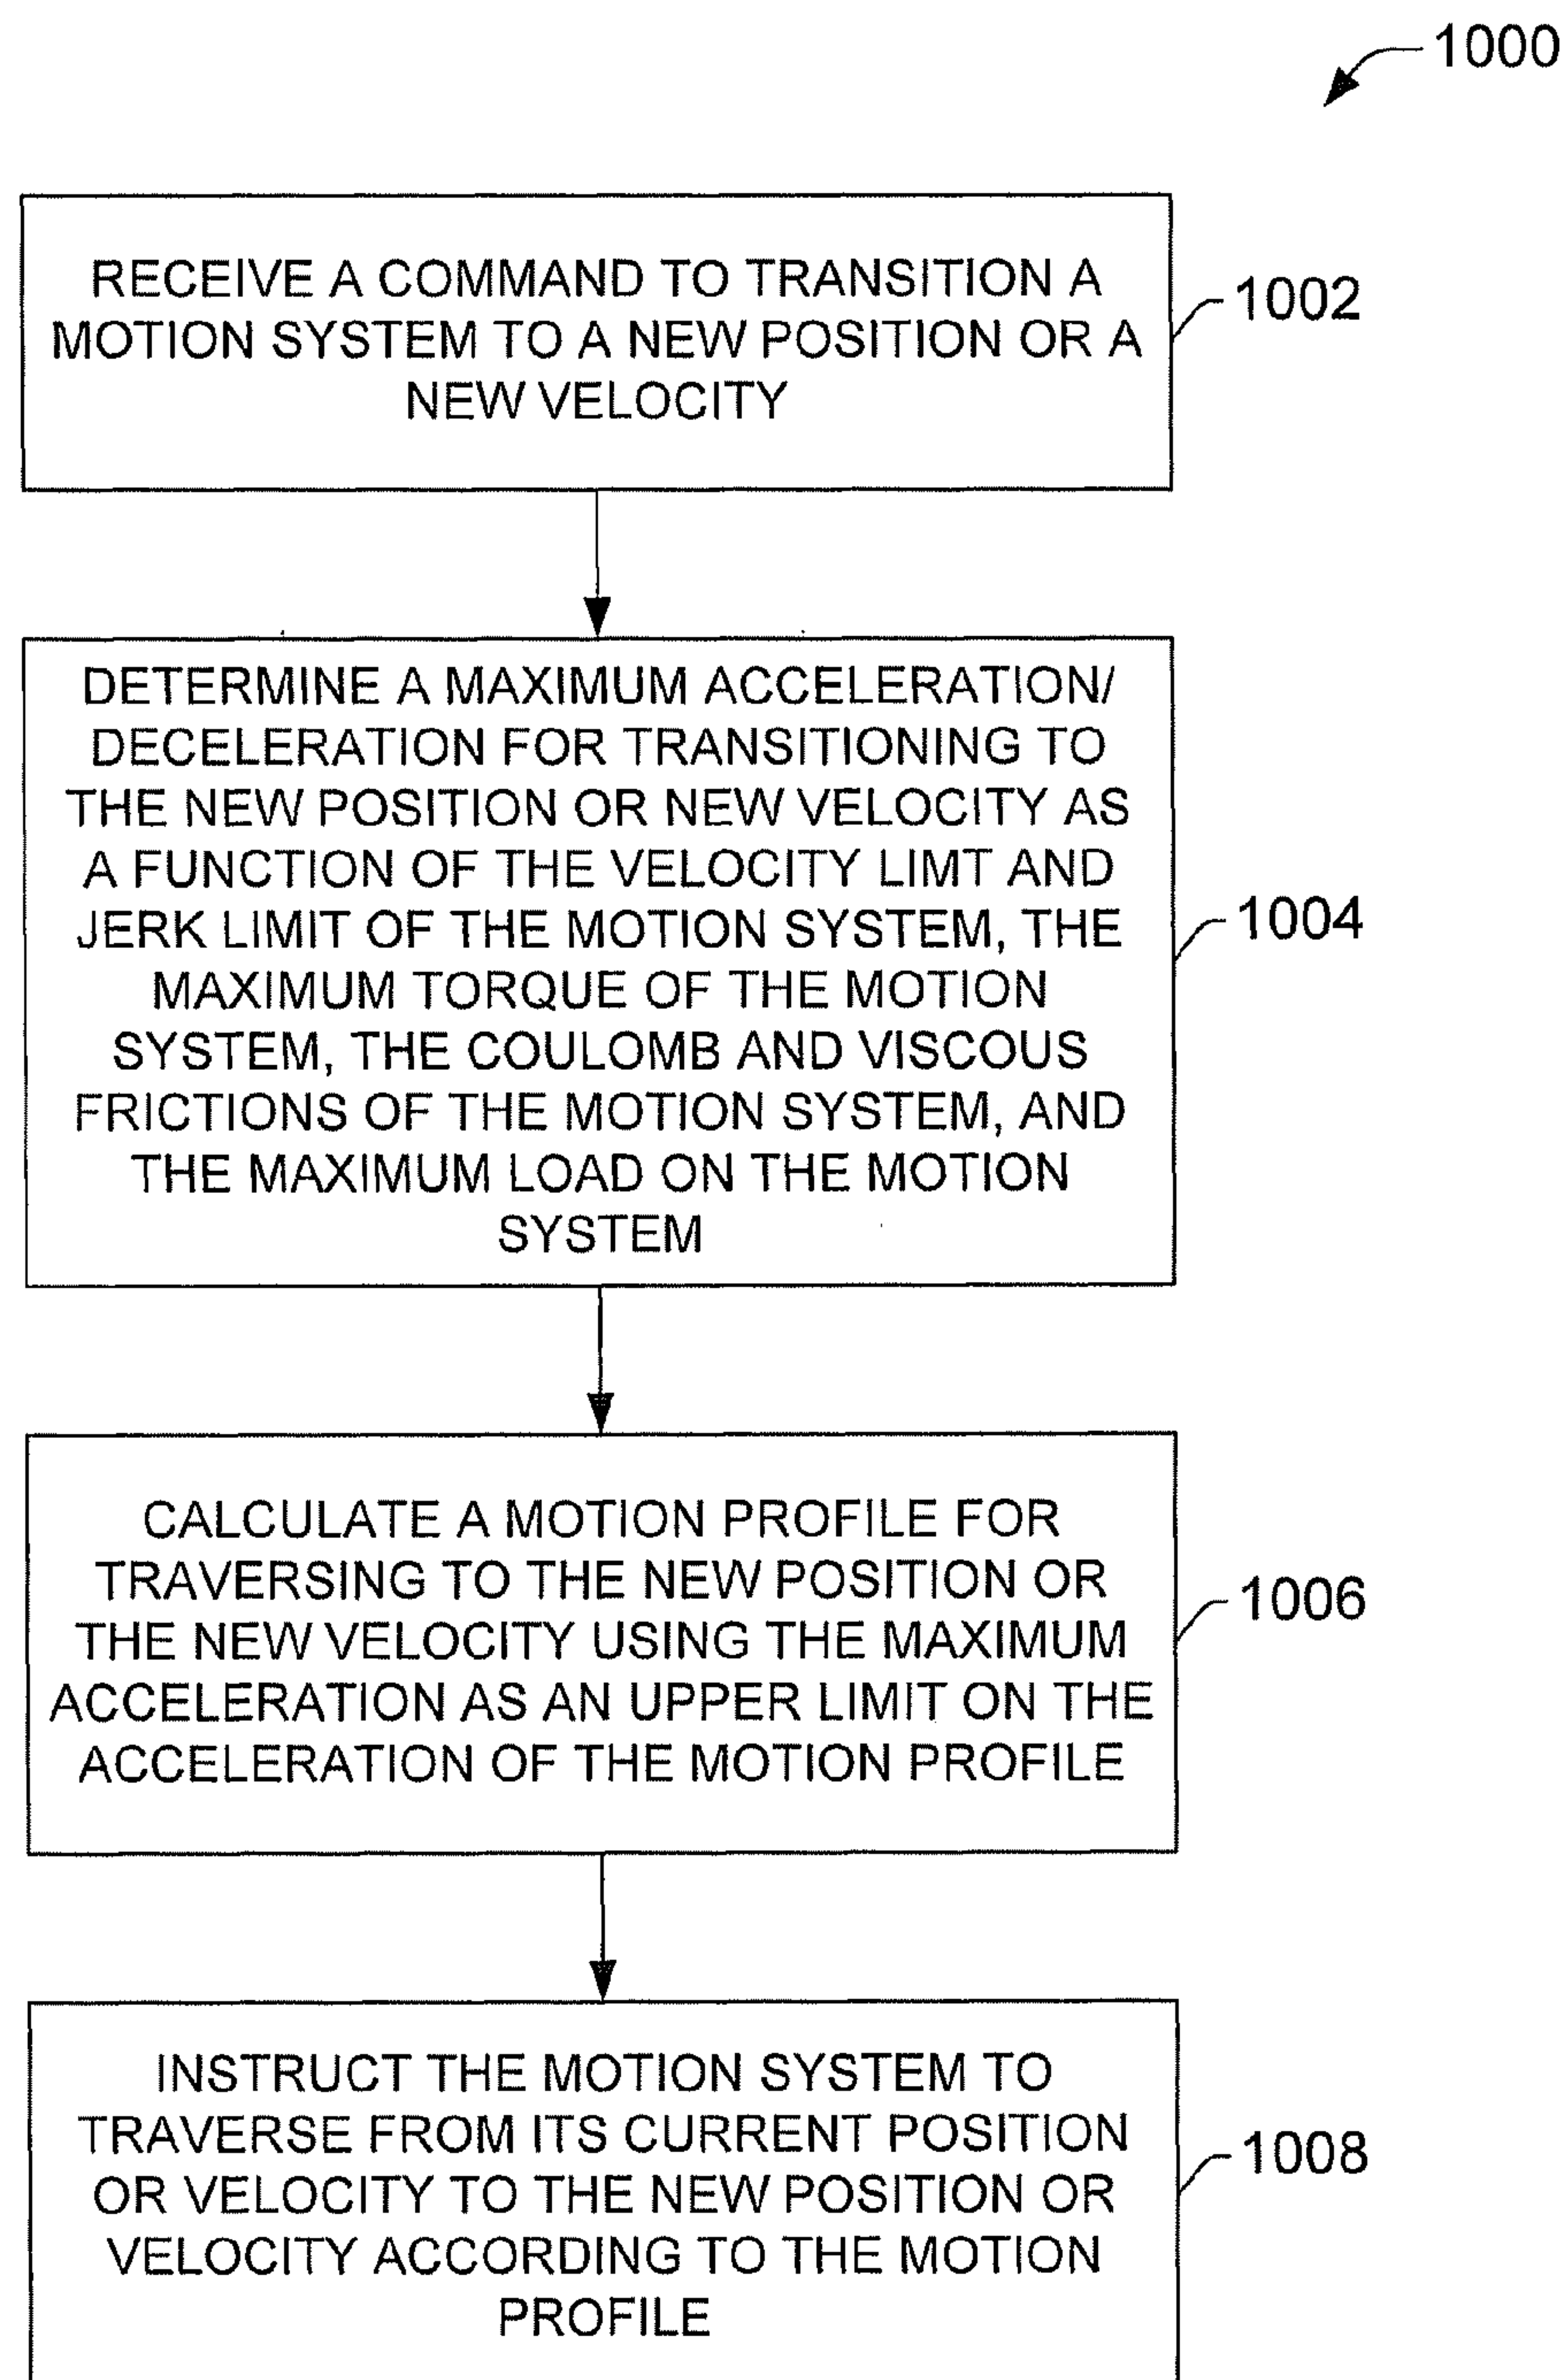 1000
RECEIVE A COMMAND TO TRANSITION A
MOTION SYSTEM TO A NEW POSITION OR A
NEW VELOCITY
1002
DETERMINE A MAXIMUM ACCELERATION/
DECELERATION FOR TRANSITIONING TO
THE NEW POSITION OR NEW VELOCITY AS
A FUNCTION OF THE VELOCITY LIMT AND
JERK LIMIT OF THE MOTION SYSTEM, THE
MAXIMUM TORQUE OF THE MOTION
SYSTEM, THE COULOMB AND VISCOUS
FRICTIONS OF THE MOTION SYSTEM, AND
THE MAXIMUM LOAD ON THE MOTION
SYSTEM
1004
CALCULATE A MOTION PROFILE FOR
TRAVERSING TO THE NEW POSITION OR
THE NEW VELOCITY USING THE MAXIMUM
ACCELERATION AS AN UPPER LIMIT ON THE
ACCELERATION OF THE MOTION PROFILE
1006
INSTRUCT THE MOTION SYSTEM TO
TRAVERSE FROM ITS CURRENT POSITION
OR VELOCITY TO THE NEW POSITION OR
VELOCITY ACCORDING TO THE MOTION
PROFILE
1008